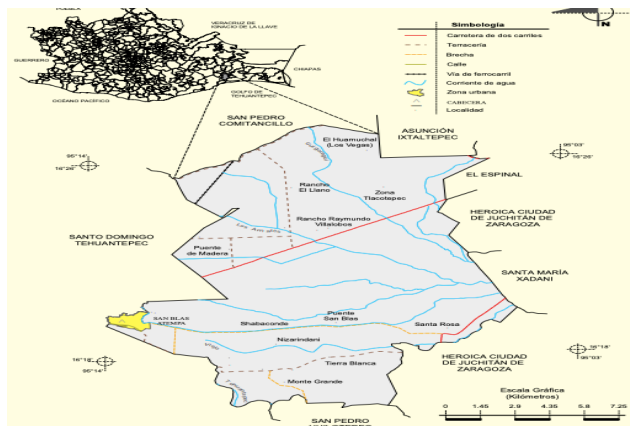 VERACRUZ DE
IGNACIO DE LA LLAVE
GUERRERO
CHIAPAS
OCÉANO PACÍFICO
GOLFO DE
TEHUANTEPEC
Simbología
Carretera de dos carriles
Terracería
Brecha
Calle
Vía de ferrocarril
Corriente de agua
Zona urbana
CABECERA
Localidad
N
SAN PEDRO
COMITANCILLO
ASUNCIÓN
IXTALTEPEC
95°14'
16°26'
95°03'
16°26'
El Huamuchal
(Los Vegas)
EL ESPINAL
Rancho
El Llano
Zona
Tlacotepec
Rancho Raymundo
Villalobos
HEROICA CIUDAD
DE JUCHITÁN DE
ZARAGOZA
SANTO DOMINGO
TEHUANTEPEC
Puente
de Madera
SANTA MARÍA
XADANI
SAN BLAS
ATEMPA
Shabaconde
Puente
San Blas
Santa Rosa
Nizarindani
16°18'
95°14'
Tierra Blanca
Monte Grande
HEROICA CIUDAD
DE JUCHITÁN DE
ZARAGOZA
16°18'
95°03'
Escala Gráfica
(Kilómetros)
0 1.45 2.9 4.35 5.8 7.25
SAN PEDRO